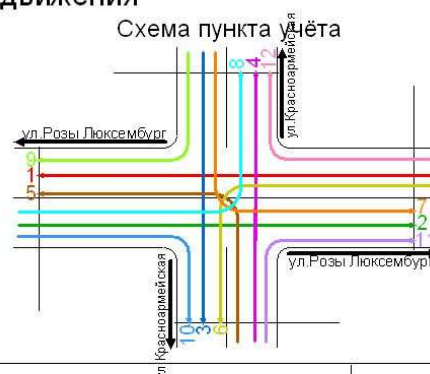 движения
Схема пункта учёта
8
4
12
ул.Красноармейская
ул.Розы Люксембург
9
1
5
7
2
11
ул.Розы Люксембург
ул Красноармейская
10
3
6